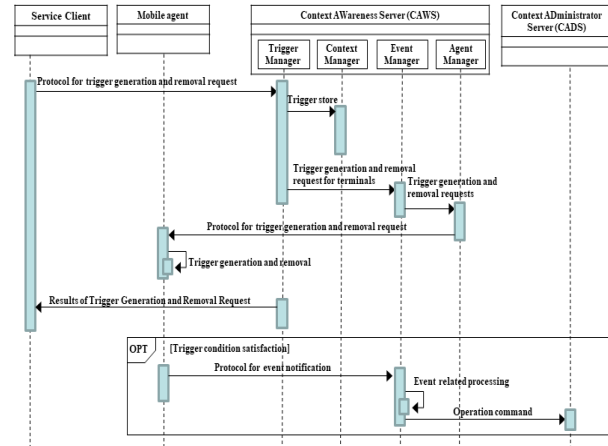 Service Client
Mobile agent
Context AWareness Server (CAWS)
Context ADministrator
Server (CADS)
Trigger
Manager
Context
Manager
Event
Manager
Agent
Manager
Protocol for trigger generation and removal request
Trigger store
Trigger generation and removal
request for terminals
Trigger generation and
removal requests
Protocol for trigger generation and removal request
Trigger generation and removal
Results of Trigger Generation and Removal Request
OPT
[Trigger condition satisfaction]
Protocol for event notification
Event related processing
Operation command